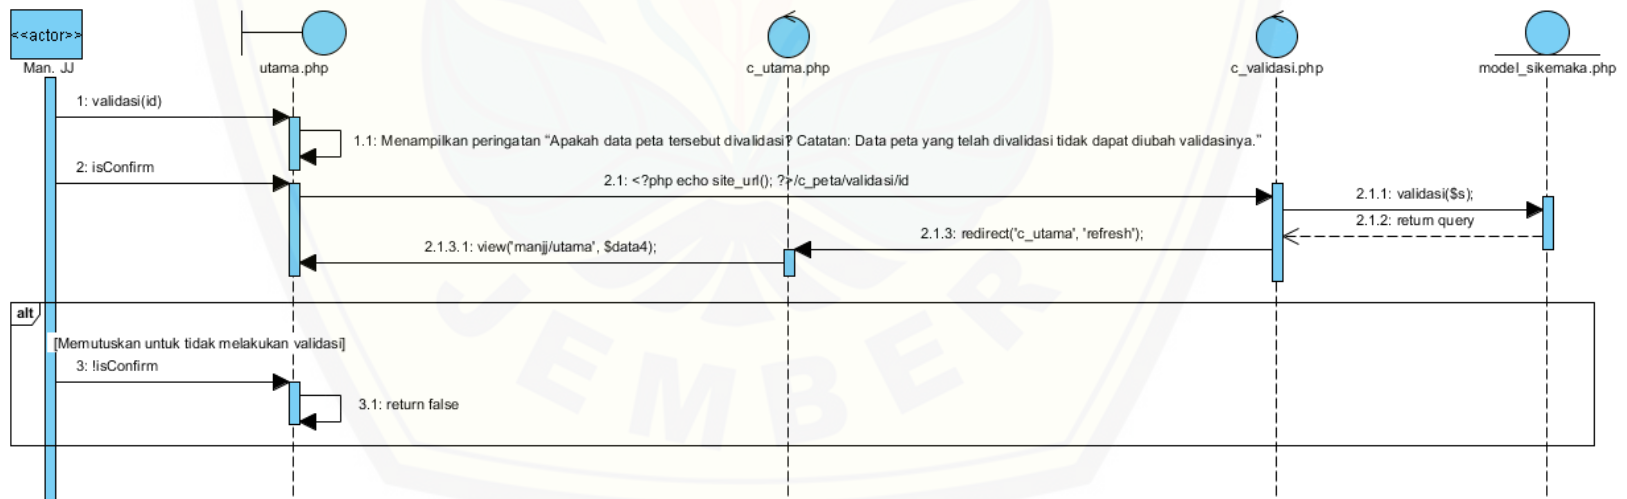 <<actor>>
Man. JJ
utama.php
c_utama.php
c_validasi.php
model_sikemaka.php
1: validasi(id)
1.1: Menampilkan peringatan "Apakah data peta tersebut divalidasi? Catatan: Data peta yang telah divalidasi tidak dapat diubah validasinya."
2: isConfirm
2.1: <?php echo site_url(); ?>/c_peta/validasi/id
2.1.1: validasi($s);
2.1.2: return query
2.1.3: redirect('c_utama', 'refresh');
2.1.3.1: view('manjj/utama', $data4);
alt
[Memutuskan untuk tidak melakukan validasi]
3: !isConfirm
3.1: return false
JEMBER